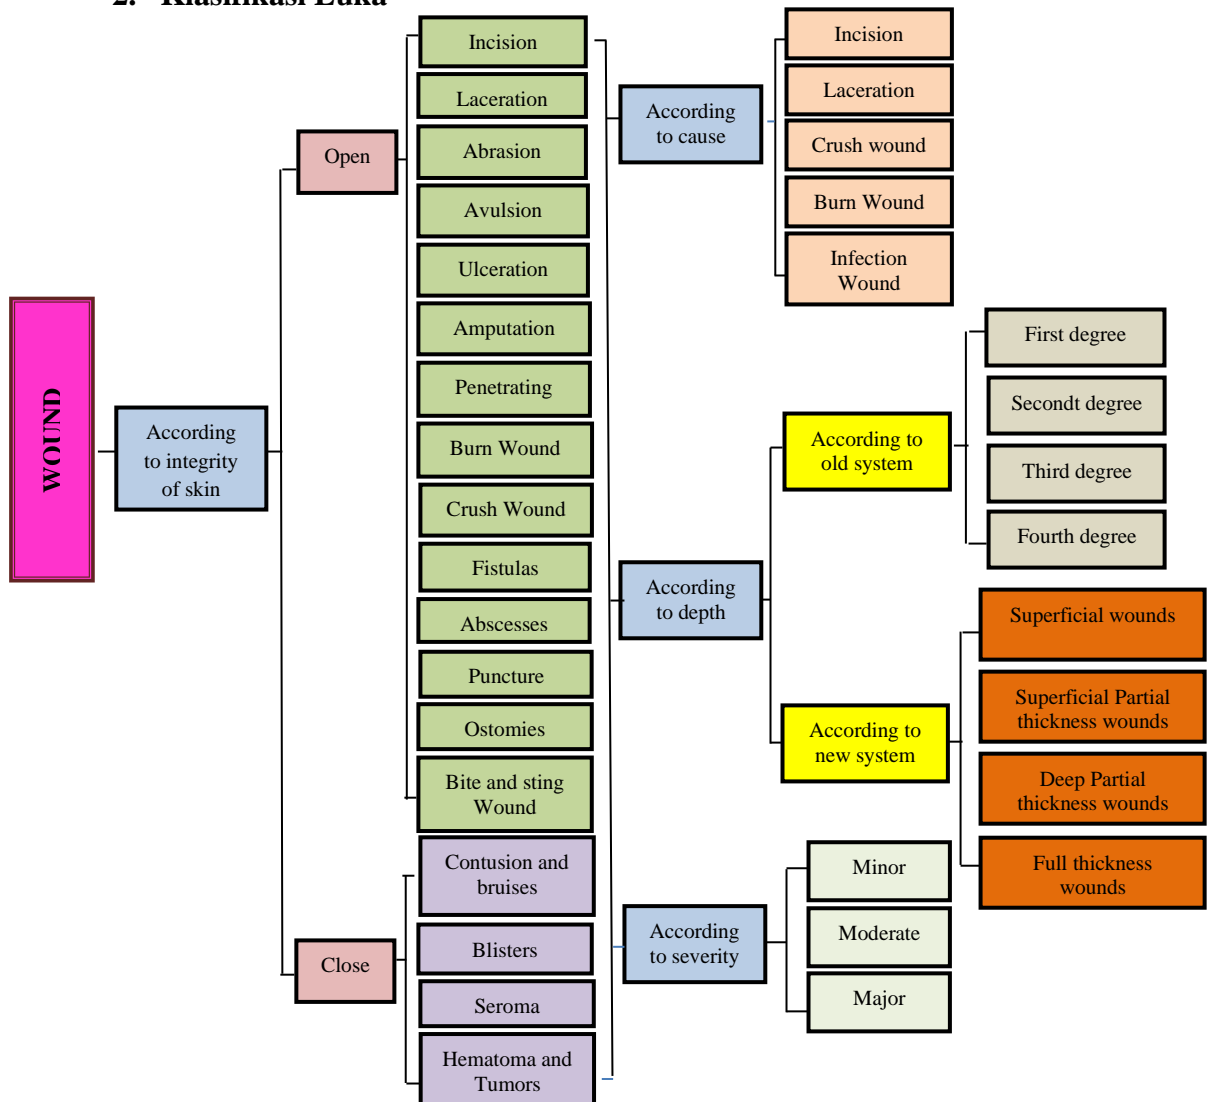 2. Klasifikasi Luka
WOUND
According
to integrity
of skin
Open
Close
Incision
Laceration
Abrasion
Avulsion
Ulceration
Amputation
Penetrating
Burn Wound
Crush Wound
Fistulas
Abscesses
Puncture
Ostomies
Bite and sting
Wound
Contusion and
bruises
Blisters
Seroma
Hematoma and
Tumors
According
to cause
Incision
Laceration
Crush wound
Burn Wound
Infection
Wound
According
to depth
According to
old system
First degree
Secondt degree
Third degree
Fourth degree
According to
new system
Superficial wounds
Superficial Partial
thickness wounds
Deep Partial
thickness wounds
Full thickness
wounds
According
to severity
Minor
Moderate
Major